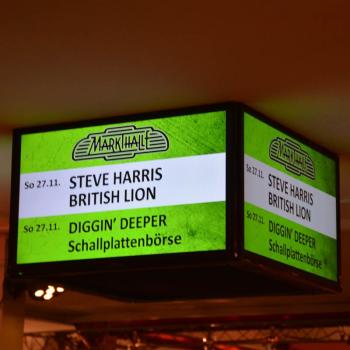 MARKTHALLE
So 27.11. STEVE HARRIS
BRITISH LION
So 27.11. DIGGIN' DEEPER
Schallplattenbörse
MARKTHALLE
So 27.11. STEVE HARRIS
BRITISH LION
So 27.11. DIGGIN' DEEPER
Schallplattenbörse